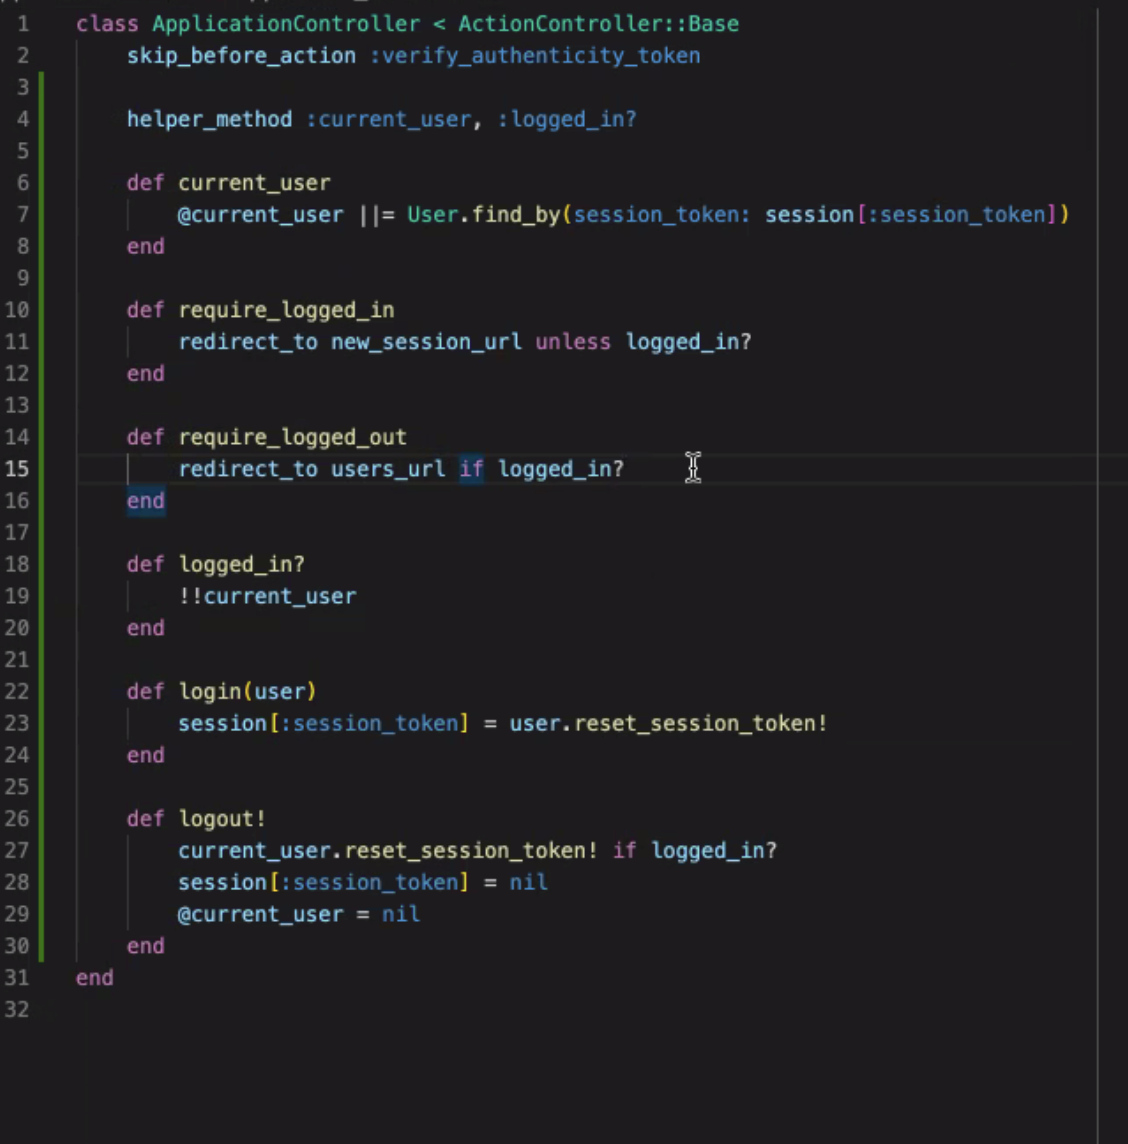 1 class ApplicationController < ActionController::Base
2     skip_before_action :verify_authenticity_token
3
4     helper_method :current_user, :logged_in?
5
6     def current_user
7         @current_user ||= User.find_by(session_token: session[:session_token])
8     end
9
10     def require_logged_in
11         redirect_to new_session_url unless logged_in?
12     end
13
14     def require_logged_out
15         redirect_to users_url if logged_in?
16     end
17
18     def logged_in?
19         !!current_user
20     end
21
22     def login(user)
23         session[:session_token] = user.reset_session_token!
24     end
25
26     def logout!
27         current_user.reset_session_token! if logged_in?
28         session[:session_token] = nil
29         @current_user = nil
30     end
31 end
32